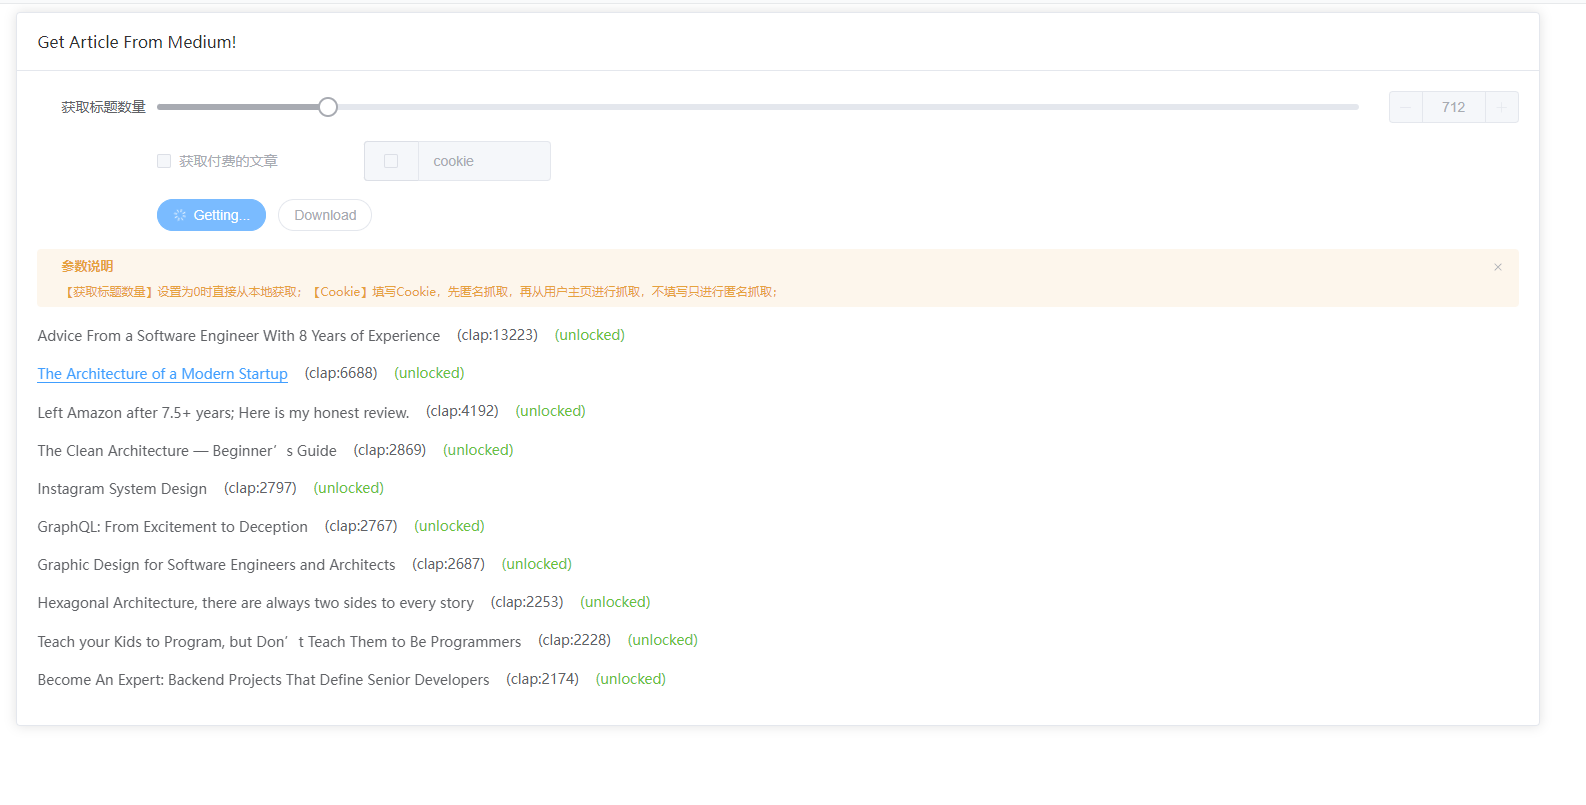 Get Article From Medium!
获取标题数量 712
获取付费的文章 cookie
Getting... Download
参数说明
【获取标题数量】设置为0时直接从本地获取；【Cookie】填写Cookie，先匿名抓取，再从用户主页进行抓取，不填写只进行匿名抓取；
Advice From a Software Engineer With 8 Years of Experience (clap:13223) (unlocked)
The Architecture of a Modern Startup (clap:6688) (unlocked)
Left Amazon after 7.5+ years; Here is my honest review. (clap:4192) (unlocked)
The Clean Architecture — Beginner’s Guide (clap:2869) (unlocked)
Instagram System Design (clap:2797) (unlocked)
GraphQL: From Excitement to Deception (clap:2767) (unlocked)
Graphic Design for Software Engineers and Architects (clap:2687) (unlocked)
Hexagonal Architecture, there are always two sides to every story (clap:2253) (unlocked)
Teach your Kids to Program, but Don’t Teach Them to Be Programmers (clap:2228) (unlocked)
Become An Expert: Backend Projects That Define Senior Developers (clap:2174) (unlocked)